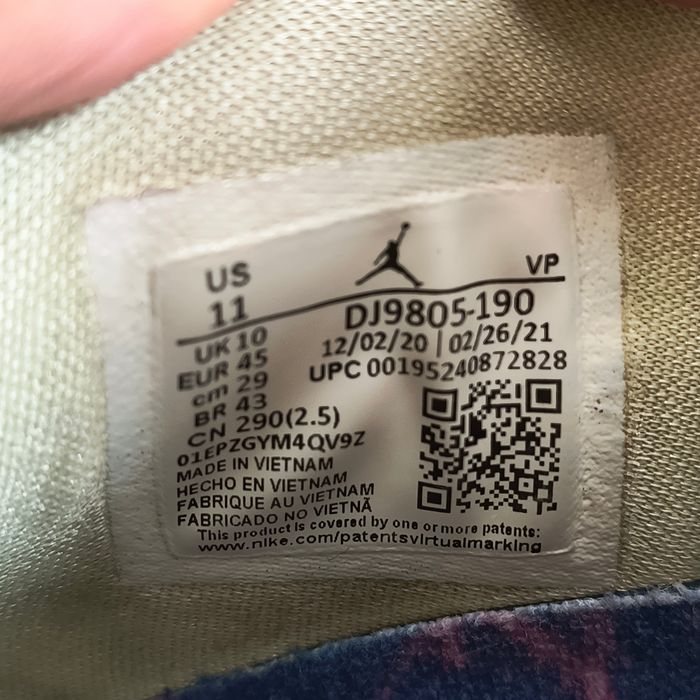 US
11
UK 10
EUR 45
cm 29
BR 43
CN 290(2.5)
01EPZGYM4QV9Z
MADE IN VIETNAM
HECHO EN VIETNAM
FABRIQUE AU VIETNAM
FABRICADO NO VIETNÃ
VP
DJ9805-190
12/02/20 | 02/26/21
UPC 00195240872828
This product is covered by one or more patents:
www.nike.com/patentsvirtualmarking